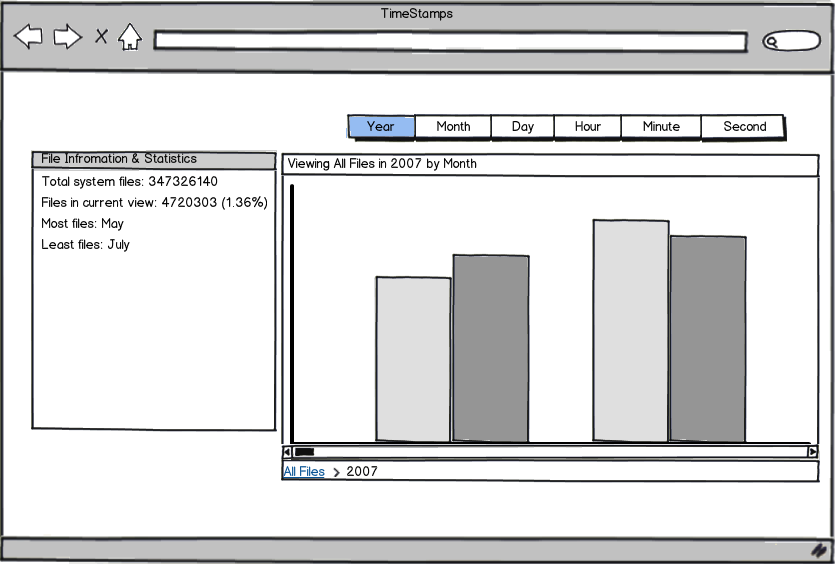 TimeStamps
Year Month Day Hour Minute Second
File Infromation & Statistics
Total system files: 347326140
Files in current view: 4720303 (1.36%)
Most files: May
Least files: July
Viewing All Files in 2007 by Month
All Files > 2007